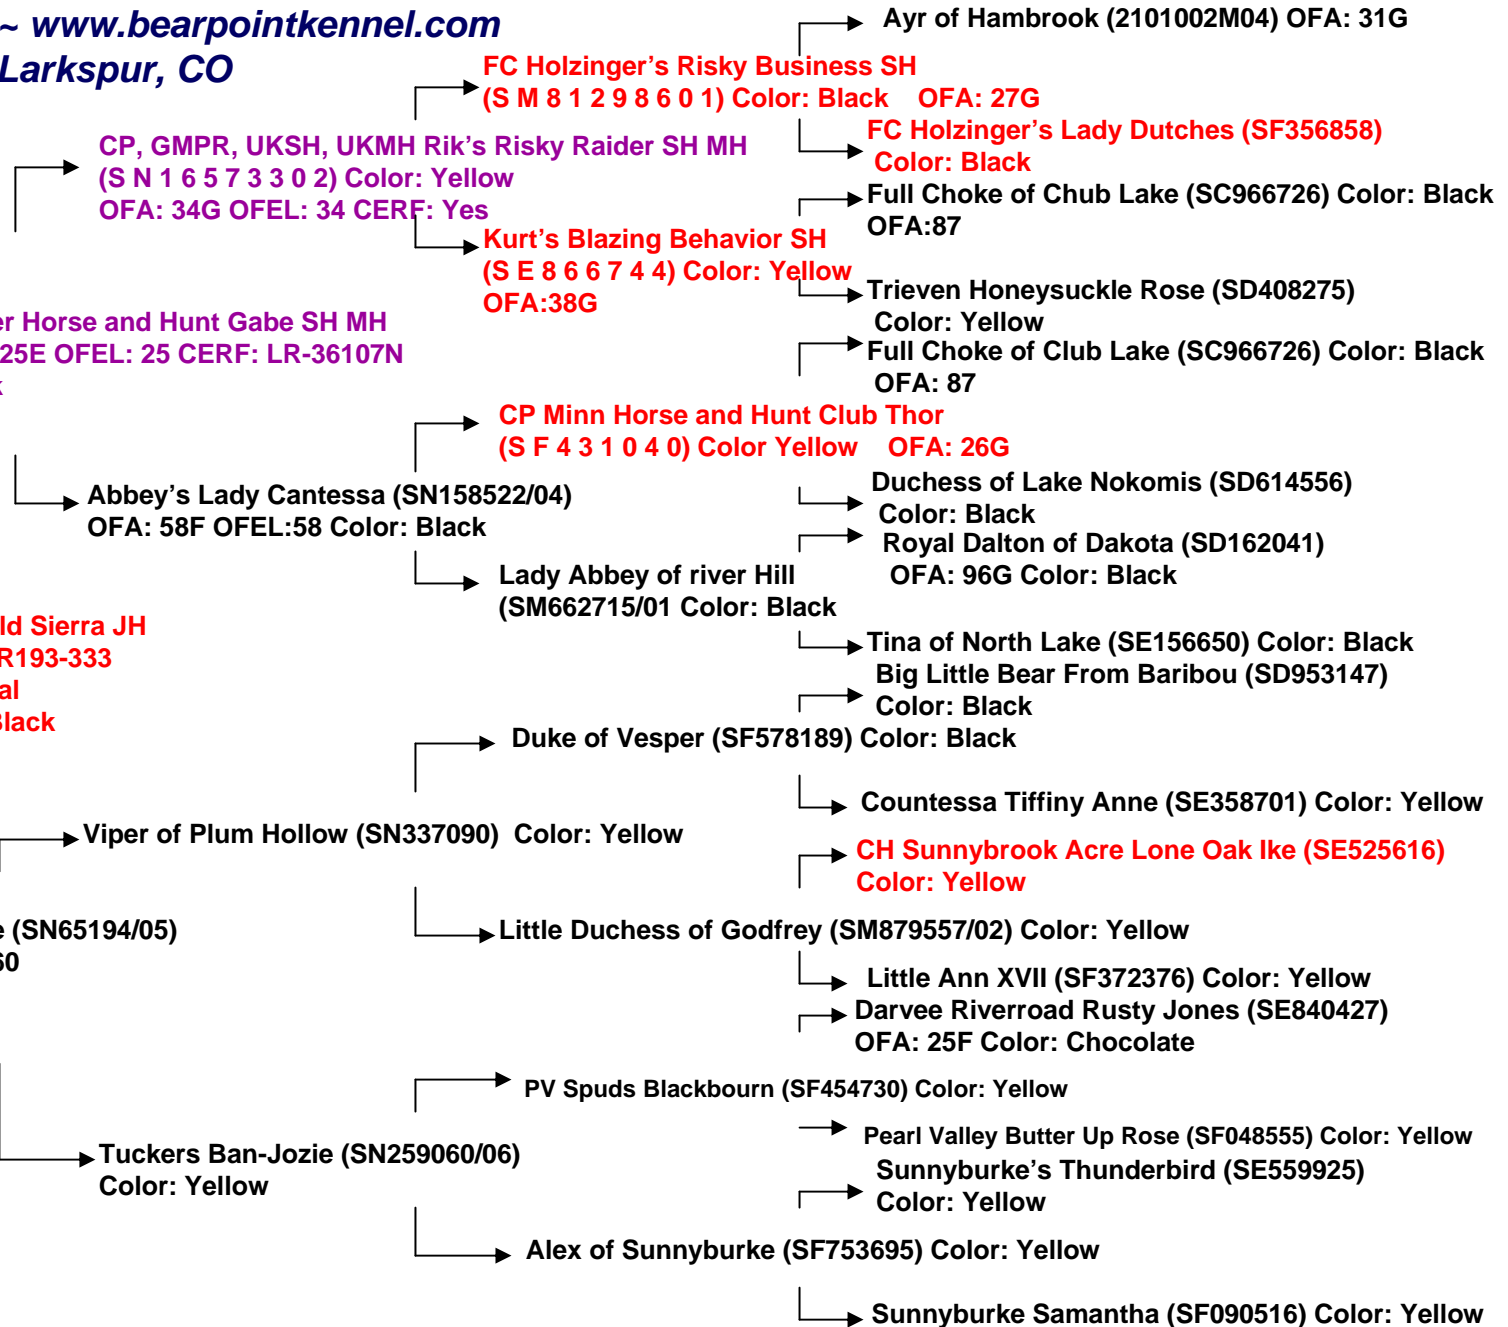 ~ www.bearpointkennel.com
Larkspur, CO
Ayr of Hambrook (2101002M04) OFA: 31G
FC Holzinger's Risky Business SH
(S M 8 1 2 9 8 6 0 1) Color: Black OFA: 27G
FC Holzinger's Lady Dutches (SF356858)
Color: Black
CP, GMPR, UKSH, UKMH Rik's Risky Raider SH MH
(S N 1 6 5 7 3 3 0 2) Color: Yellow
OFA: 34G OFEL: 34 CERF: Yes
Full Choke of Chub Lake (SC966726) Color: Black
OFA:87
Kurt's Blazing Behavior SH
(S E 8 6 6 7 4 4) Color: Yellow
OFA:38G
Trieven Honeysuckle Rose (SD408275)
Color: Yellow
er Horse and Hunt Gabe SH MH
25E OFEL: 25 CERF: LR-36107N
k
Full Choke of Club Lake (SC966726) Color: Black
OFA: 87
CP Minn Horse and Hunt Club Thor
(S F 4 3 1 0 4 0) Color Yellow OFA: 26G
Duchess of Lake Nokomis (SD614556)
Color: Black
Abbey's Lady Cantessa (SN158522/04)
OFA: 58F OFEL:58 Color: Black
Royal Dalton of Dakota (SD162041)
OFA: 96G Color: Black
Lady Abbey of river Hill
(SM662715/01 Color: Black
Tina of North Lake (SE156650) Color: Black
ld Sierra JH
R193-333
al
Black
Big Little Bear From Baribou (SD953147)
Color: Black
Duke of Vesper (SF578189) Color: Black
Countessa Tiffiny Anne (SE358701) Color: Yellow
Viper of Plum Hollow (SN337090) Color: Yellow
CH Sunnybrook Acre Lone Oak Ike (SE525616)
Color: Yellow
Little Duchess of Godfrey (SM879557/02) Color: Yellow
e (SN65194/05)
60
Little Ann XVII (SF372376) Color: Yellow
Darvee Riverroad Rusty Jones (SE840427)
OFA: 25F Color: Chocolate
PV Spuds Blackbourn (SF454730) Color: Yellow
Pearl Valley Butter Up Rose (SF048555) Color: Yellow
Tuckers Ban-Jozie (SN259060/06)
Color: Yellow
Sunnyburke's Thunderbird (SE559925)
Color: Yellow
Alex of Sunnyburke (SF753695) Color: Yellow
Sunnyburke Samantha (SF090516) Color: Yellow